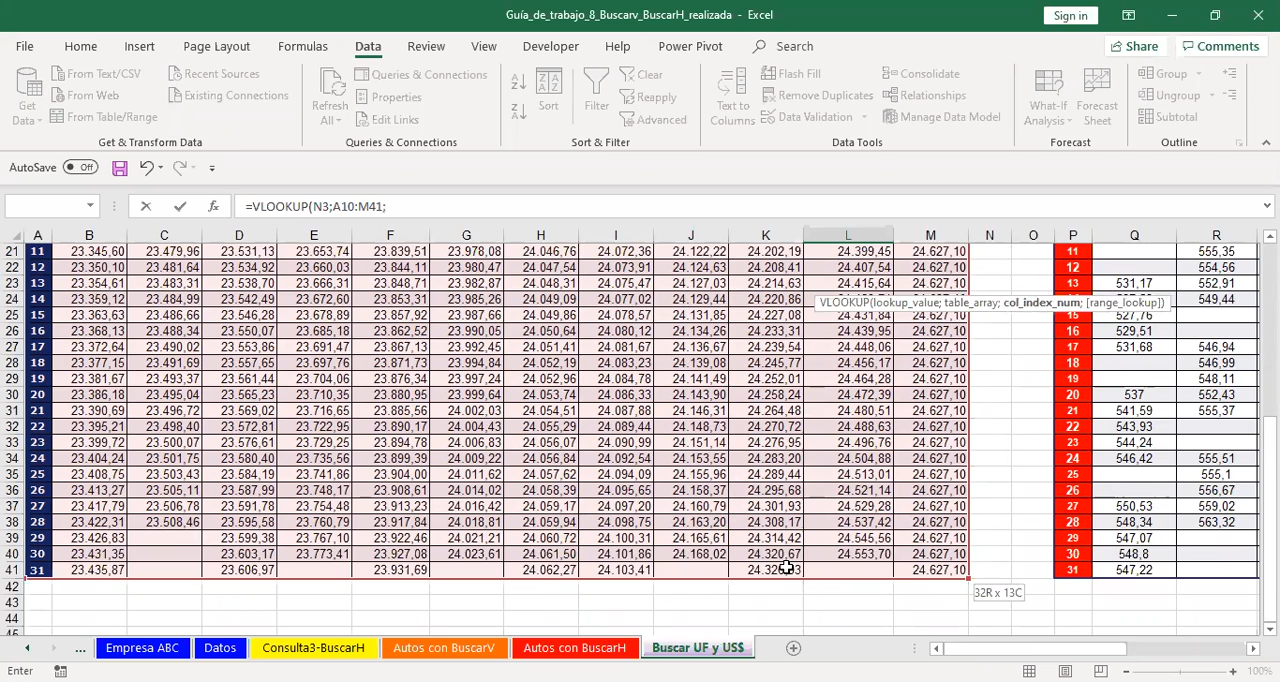 Guía_de_trabajo_8_Buscarv_BuscarH_realizada - Excel
Sign in
File Home Insert Page Layout Formulas Data Review View Developer Help Power Pivot Search Share Comments
Get Data
From Text/CSV
From Web
From Table/Range
Recent Sources
Existing Connections
Get & Transform Data
Refresh All
Queries & Connections
Properties
Edit Links
Queries & Connections
Sort
Filter
Clear
Reapply
Advanced
Sort & Filter
Text to Columns
Flash Fill
Remove Duplicates
Data Validation
Consolidate
Relationships
Manage Data Model
Data Tools
What-If Analysis
Forecast Sheet
Forecast
Group
Ungroup
Subtotal
Outline
AutoSave Off
=VLOOKUP(N3;A10:M41;
A B C D E F G H I J K L M N O P Q R
21 11 23.345,60 23.479,96 23.531,13 23.653,74 23.839,51 23.978,08 24.046,76 24.072,36 24.122,22 24.202,19 24.399,45 24.627,10 11 555,35
22 12 23.350,10 23.481,64 23.534,92 23.660,03 23.844,11 23.980,47 24.047,54 24.073,91 24.124,63 24.208,41 24.407,54 24.627,10 12 554,56
23 13 23.354,61 23.483,31 23.538,70 23.666,31 23.848,71 23.982,87 24.048,31 24.075,47 24.127,03 24.214,63 24.415,64 24.627,10 13 531,17 552,91
24 14 23.359,12 23.484,99 23.542,49 23.672,60 23.853,31 23.985,26 24.049,09 24.077,02 24.129,44 24.220,86 14 549,44
VLOOKUP(lookup_value; table_array; col_index_num; [range_lookup])
25 15 23.363,63 23.486,66 23.678,89 23.987,66 24.049,86 24.078,57 24.227,08 24.431,84 24.627,10 15 527,76
26 16 23.368,13 23.488,34 23.550,07 23.685,18 23.862,53 23.990,05 24.050,64 24.080,12 24.134,26 24.233,31 24.439,95 24.627,10 16 529,51
27 17 23.372,64 23.490,02 23.553,86 23.691,47 23.867,13 23.992,45 24.051,41 24.081,67 24.136,67 24.239,54 24.448,06 24.627,10 17 531,68 546,94
28 18 23.377,15 23.491,69 23.557,65 23.697,76 23.871,73 23.994,84 24.052,19 24.083,23 24.139,08 24.245,77 24.456,17 24.627,10 18 546,99
29 19 23.381,67 23.493,37 23.561,44 23.704,06 23.876,34 23.997,24 24.052,96 24.084,78 24.141,49 24.252,01 24.464,28 24.627,10 19 548,11
30 20 23.386,18 23.495,04 23.565,23 23.710,35 23.880,95 23.999,64 24.053,74 24.086,33 24.143,90 24.258,24 24.472,39 24.627,10 20 537 552,43
31 21 23.390,69 23.496,72 23.569,02 23.716,65 23.885,56 24.002,03 24.054,51 24.087,88 24.146,31 24.264,48 24.480,51 24.627,10 21 541,59 555,37
32 22 23.395,21 23.498,40 23.572,81 23.722,95 23.890,17 24.004,43 24.055,29 24.089,44 24.148,73 24.270,72 24.488,63 24.627,10 22 543,93
33 23 23.399,72 23.500,07 23.576,61 23.729,25 23.894,78 24.006,83 24.056,07 24.090,99 24.151,14 24.276,95 24.496,76 24.627,10 23 544,24
34 24 23.404,24 23.501,75 23.580,40 23.735,56 23.899,39 24.009,22 24.056,84 24.092,54 24.153,55 24.283,20 24.504,88 24.627,10 24 546,42 555,51
35 25 23.408,75 23.503,43 23.584,19 23.741,86 23.904,00 24.011,62 24.057,62 24.094,09 24.155,96 24.289,44 24.513,01 24.627,10 25 555,1
36 26 23.413,27 23.505,11 23.587,99 23.748,17 23.908,61 24.014,02 24.058,39 24.095,65 24.158,37 24.295,68 24.521,14 24.627,10 26 556,67
37 27 23.417,79 23.506,78 23.591,78 23.754,48 23.913,23 24.016,42 24.059,17 24.097,20 24.160,79 24.301,93 24.529,28 24.627,10 27 550,53 559,02
38 28 23.422,31 23.508,46 23.595,58 23.760,79 23.917,84 24.018,81 24.059,94 24.098,75 24.163,20 24.308,17 24.537,42 24.627,10 28 548,34 563,32
39 29 23.426,83 23.599,38 23.767,10 23.922,46 24.021,21 24.060,72 24.100,31 24.165,61 24.314,42 24.545,56 24.627,10 29 547,07
40 30 23.431,35 23.603,17 23.773,41 23.927,08 24.023,61 24.061,50 24.101,86 24.168,02 24.320,67 24.553,70 24.627,10 30 548,8
41 31 23.435,87 23.606,97 23.931,69 24.062,27 24.103,41 24.627,10 31 547,22
42
32R x 13C
43
44
... Empresa ABC Datos Consulta3-BuscarH Autos con BuscarV Autos con BuscarH Buscar UF y US$
Enter 100%